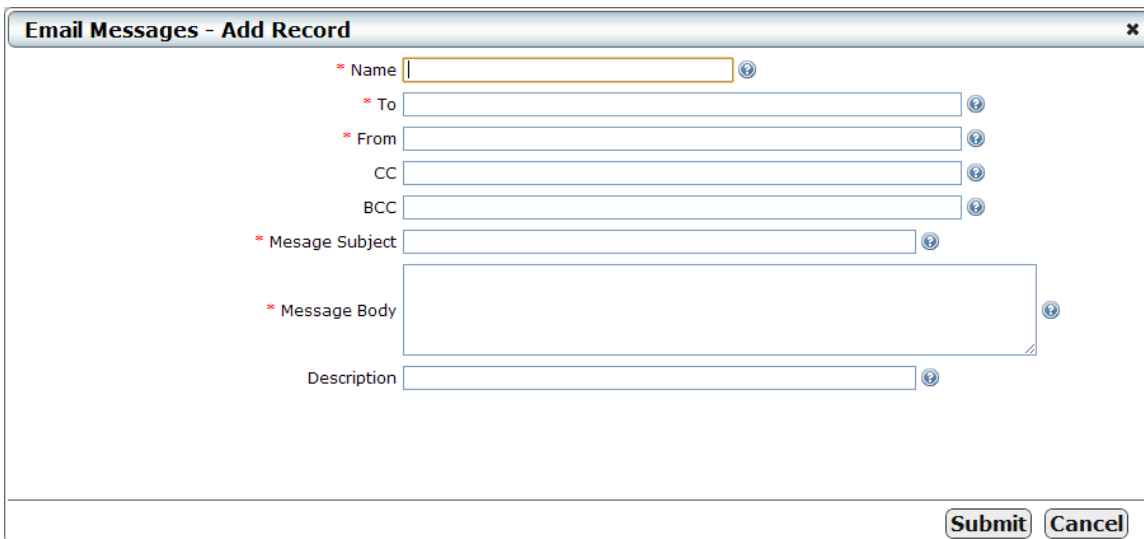 Email Messages - Add Record
* Name
* To
* From
CC
BCC
* Mesage Subject
* Message Body
Description
Submit Cancel